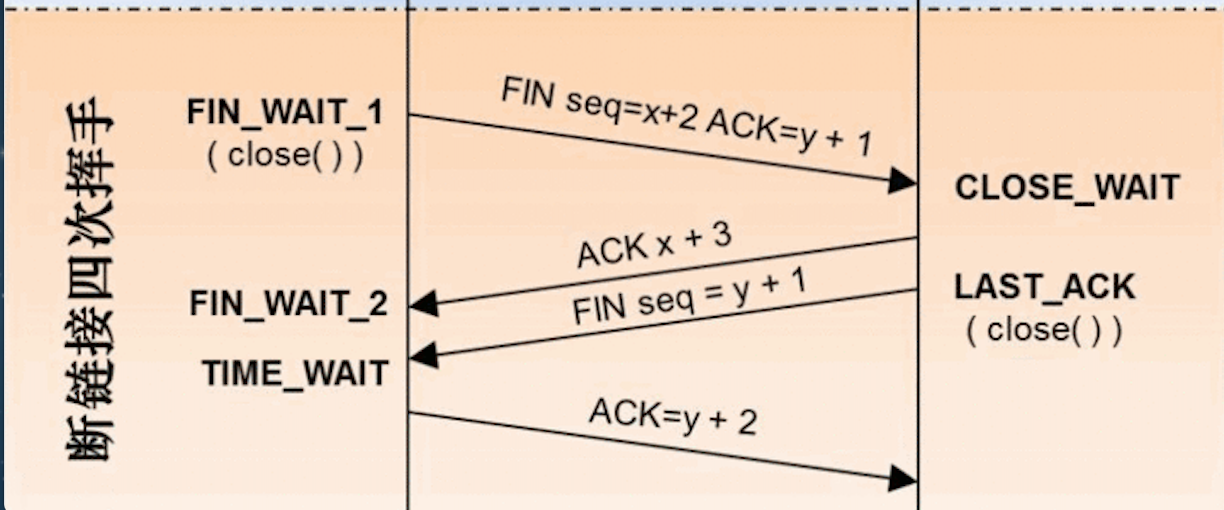 断链接四次挥手
FIN_WAIT_1
( close( ) )
FIN seq=x+2 ACK=y + 1
CLOSE_WAIT
ACK x + 3
FIN_WAIT_2
FIN seq = y + 1
LAST_ACK
( close( ) )
TIME_WAIT
ACK=y + 2